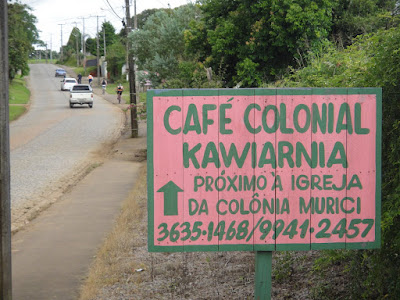 CAFÉ COLONIAL
KAWIARNIA
PRÓXIMO À IGREJA
DA COLÔNIA MURICI
3635-1468/9941-2457